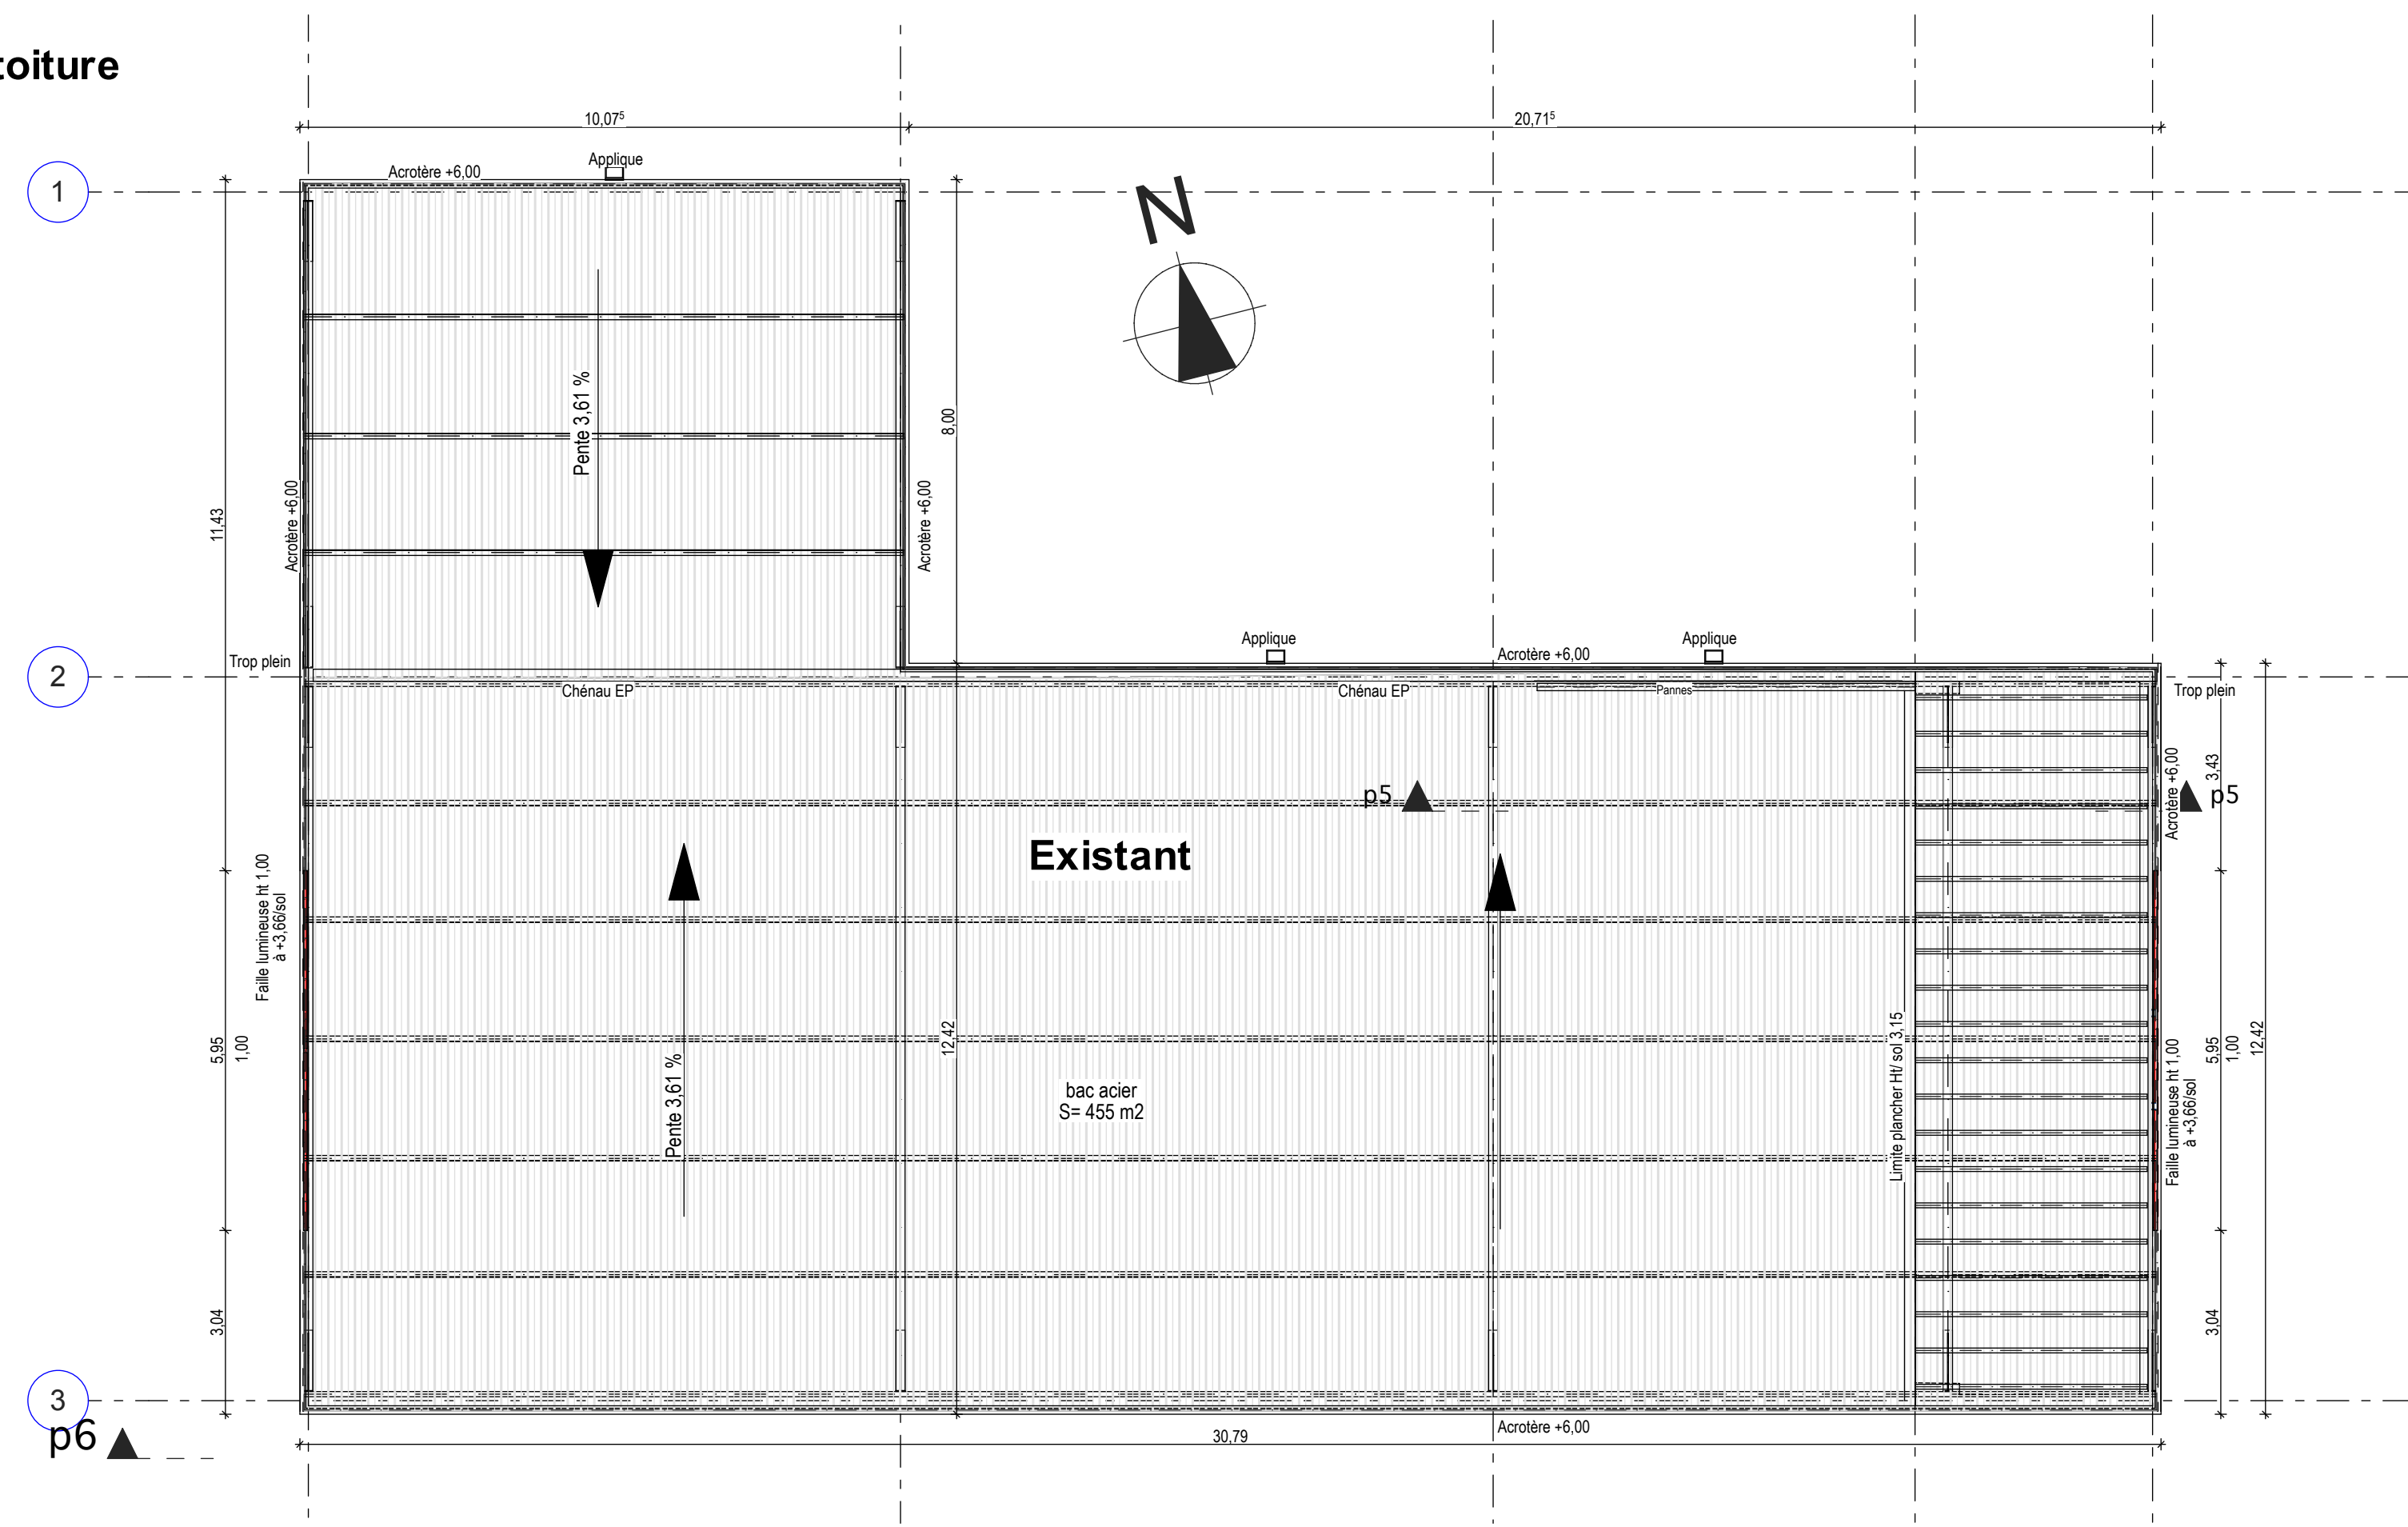 toiture
10,07⁵
20,71⁵
Applique
Acrotère +6,00
1
N
Pente 3,61 %
8,00
11,43
Acrotère +6,00
Acrotère +6,00
Applique
Applique
Acrotère +6,00
Trop plein
2
Chénau EP
Chénau EP
Pannes
Trop plein
Acrotère +6,00
3,43
p5
p5
Existant
Faille lumineuse ht 1,00
à +3,66/sol
5,95
1,00
12,42
Pente 3,61 %
bac acier
S= 455 m2
Limite plancher Ht/ sol 3,15
Faille lumineuse ht 1,00
à +3,66/sol
5,95
1,00
12,42
3,04
3,04
3
p6
Acrotère +6,00
30,79